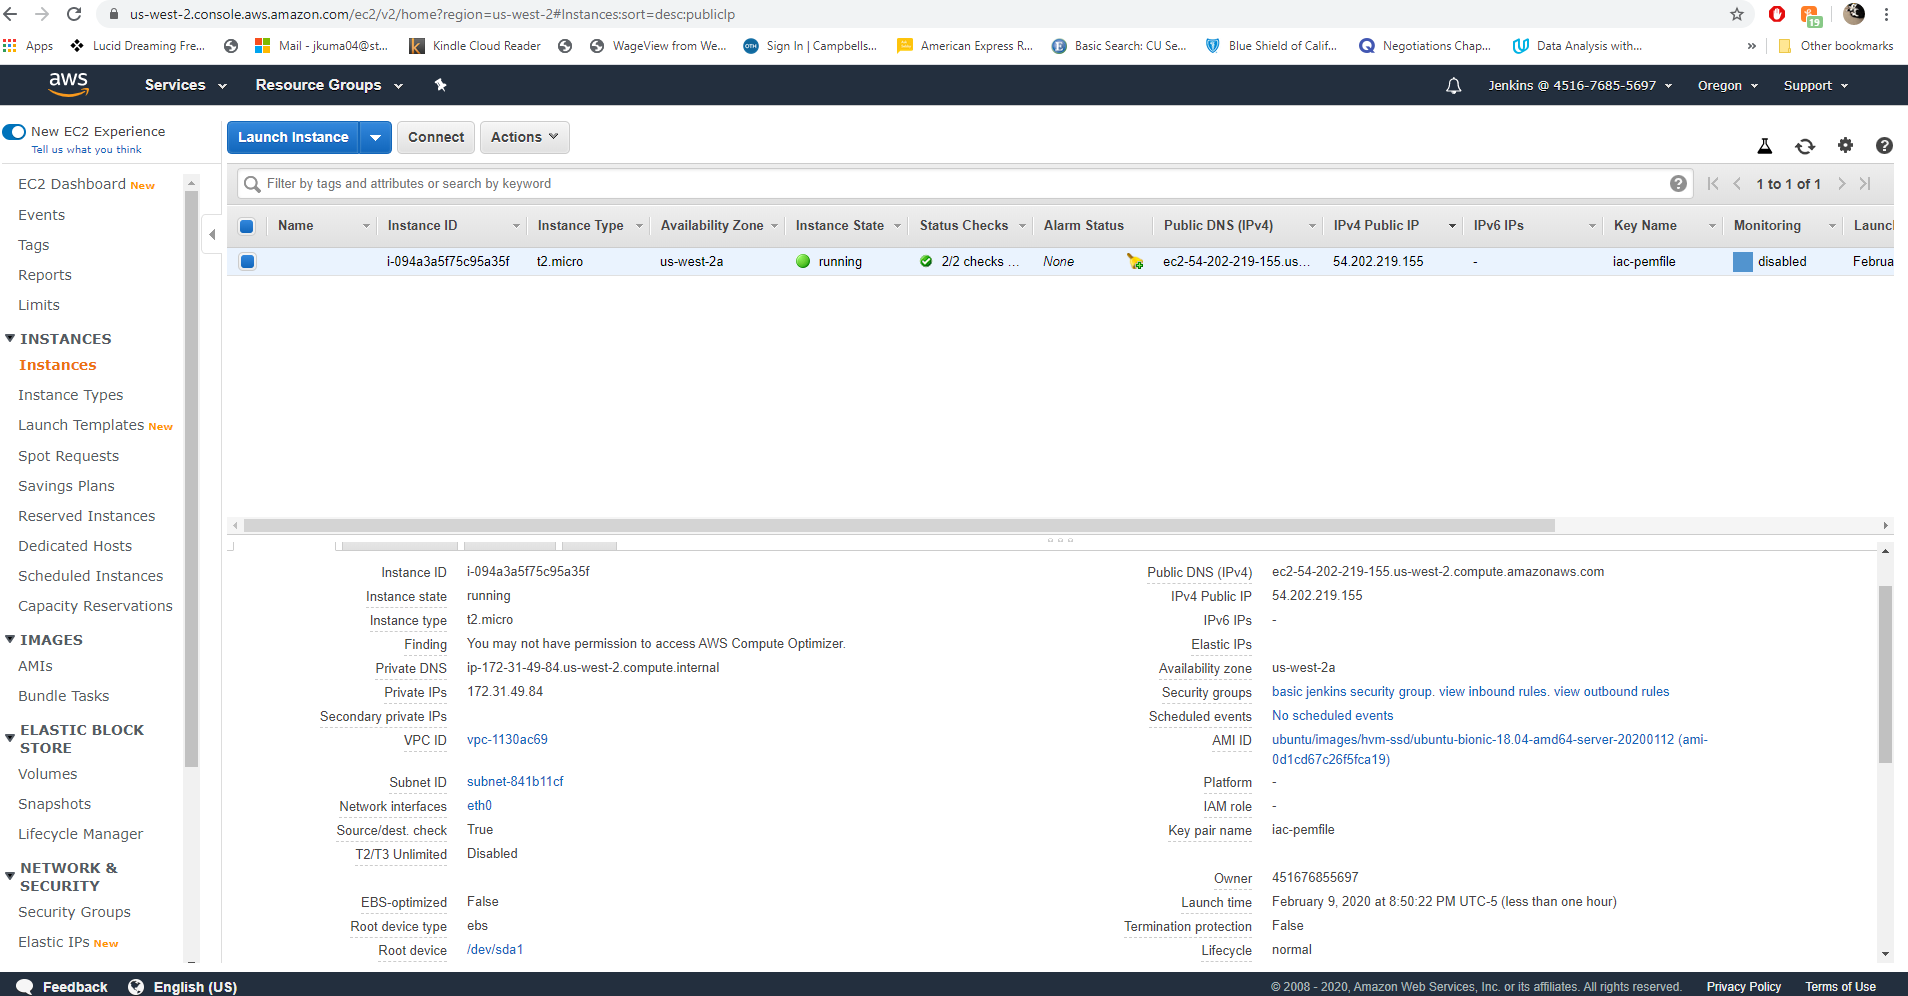 us-west-2.console.aws.amazon.com/ec2/v2/home?region=us-west-2#Instances:sort=desc:publicIp
19
Apps Lucid Dreaming Fre... Mail - jkuma04@st... Kindle Cloud Reader WageView from We... Sign In | Campbells... American Express R... Basic Search: CU Se... Blue Shield of Calif... Negotiations Chap... Data Analysis with... » Other bookmarks
aws Services Resource Groups Jenkins @ 4516-7685-5697 Oregon Support
New EC2 Experience
Tell us what you think
EC2 Dashboard New
Events
Tags
Reports
Limits
INSTANCES
Instances
Instance Types
Launch Templates New
Spot Requests
Savings Plans
Reserved Instances
Dedicated Hosts
Scheduled Instances
Capacity Reservations
IMAGES
AMIs
Bundle Tasks
ELASTIC BLOCK
STORE
Volumes
Snapshots
Lifecycle Manager
NETWORK &
SECURITY
Security Groups
Elastic IPs New
Launch Instance Connect Actions
Filter by tags and attributes or search by keyword 1 to 1 of 1
Name Instance ID Instance Type Availability Zone Instance State Status Checks Alarm Status Public DNS (IPv4) IPv4 Public IP IPv6 IPs Key Name Monitoring Launc
i-094a3a5f75c95a35f t2.micro us-west-2a running 2/2 checks ... None ec2-54-202-219-155.us... 54.202.219.155 - iac-pemfile disabled Februa
Instance ID i-094a3a5f75c95a35f
Instance state running
Instance type t2.micro
Finding You may not have permission to access AWS Compute Optimizer.
Private DNS ip-172-31-49-84.us-west-2.compute.internal
Private IPs 172.31.49.84
Secondary private IPs
VPC ID vpc-1130ac69
Subnet ID subnet-841b11cf
Network interfaces eth0
Source/dest. check True
T2/T3 Unlimited Disabled
EBS-optimized False
Root device type ebs
Root device /dev/sda1
Public DNS (IPv4) ec2-54-202-219-155.us-west-2.compute.amazonaws.com
IPv4 Public IP 54.202.219.155
IPv6 IPs -
Elastic IPs
Availability zone us-west-2a
Security groups basic jenkins security group. view inbound rules. view outbound rules
Scheduled events No scheduled events
AMI ID ubuntu/images/hvm-ssd/ubuntu-bionic-18.04-amd64-server-20200112 (ami-
0d1cd67c26f5fca19)
Platform -
IAM role -
Key pair name iac-pemfile
Owner 451676855697
Launch time February 9, 2020 at 8:50:22 PM UTC-5 (less than one hour)
Termination protection False
Lifecycle normal
Feedback English (US) © 2008 - 2020, Amazon Web Services, Inc. or its affiliates. All rights reserved. Privacy Policy Terms of Use